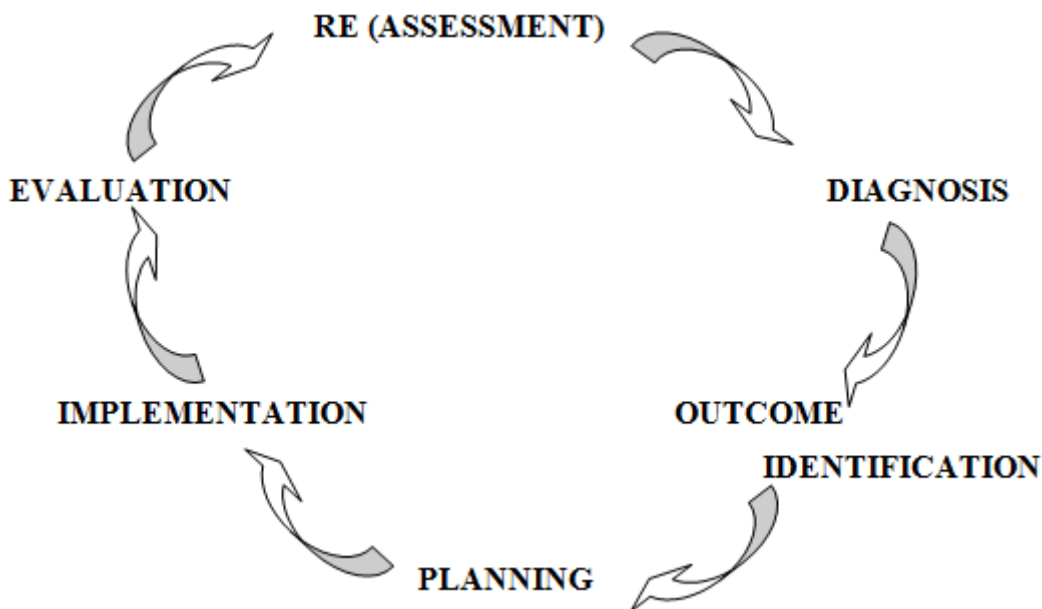 RE (ASSESSMENT)
DIAGNOSIS
OUTCOME
IDENTIFICATION
PLANNING
IMPLEMENTATION
EVALUATION